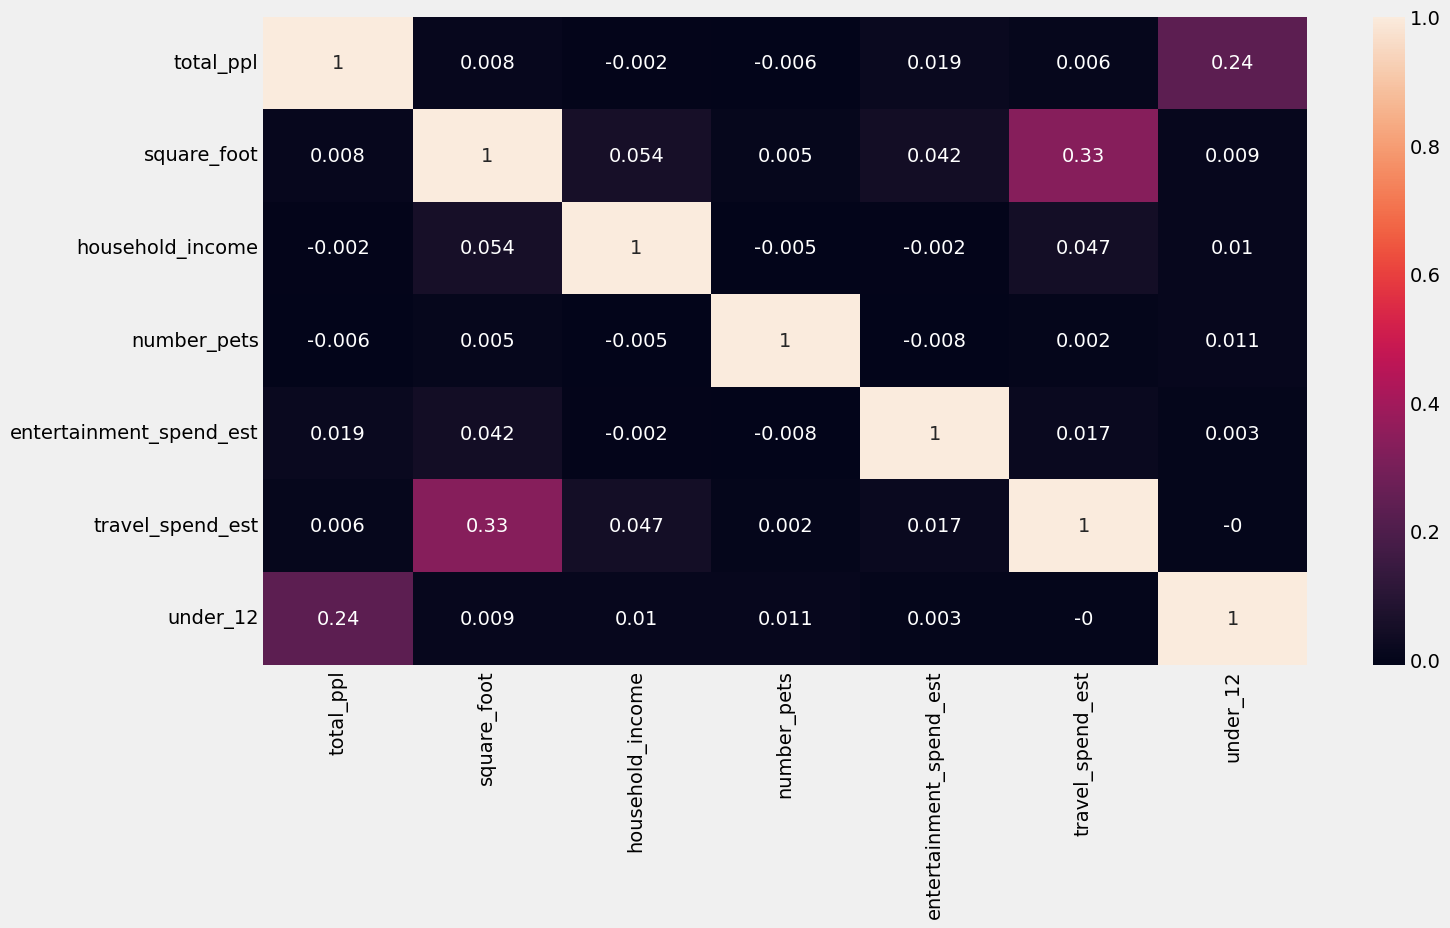 total_ppl 1 0.008 -0.002 -0.006 0.019 0.006 0.24
square_foot 0.008 1 0.054 0.005 0.042 0.33 0.009
household_income -0.002 0.054 1 -0.005 -0.002 0.047 0.01
number_pets -0.006 0.005 -0.005 1 -0.008 0.002 0.011
entertainment_spend_est 0.019 0.042 -0.002 -0.008 1 0.017 0.003
travel_spend_est 0.006 0.33 0.047 0.002 0.017 1 -0
under_12 0.24 0.009 0.01 0.011 0.003 -0 1
total_ppl
square_foot
household_income
number_pets
entertainment_spend_est
travel_spend_est
under_12
1.0
0.8
0.6
0.4
0.2
0.0